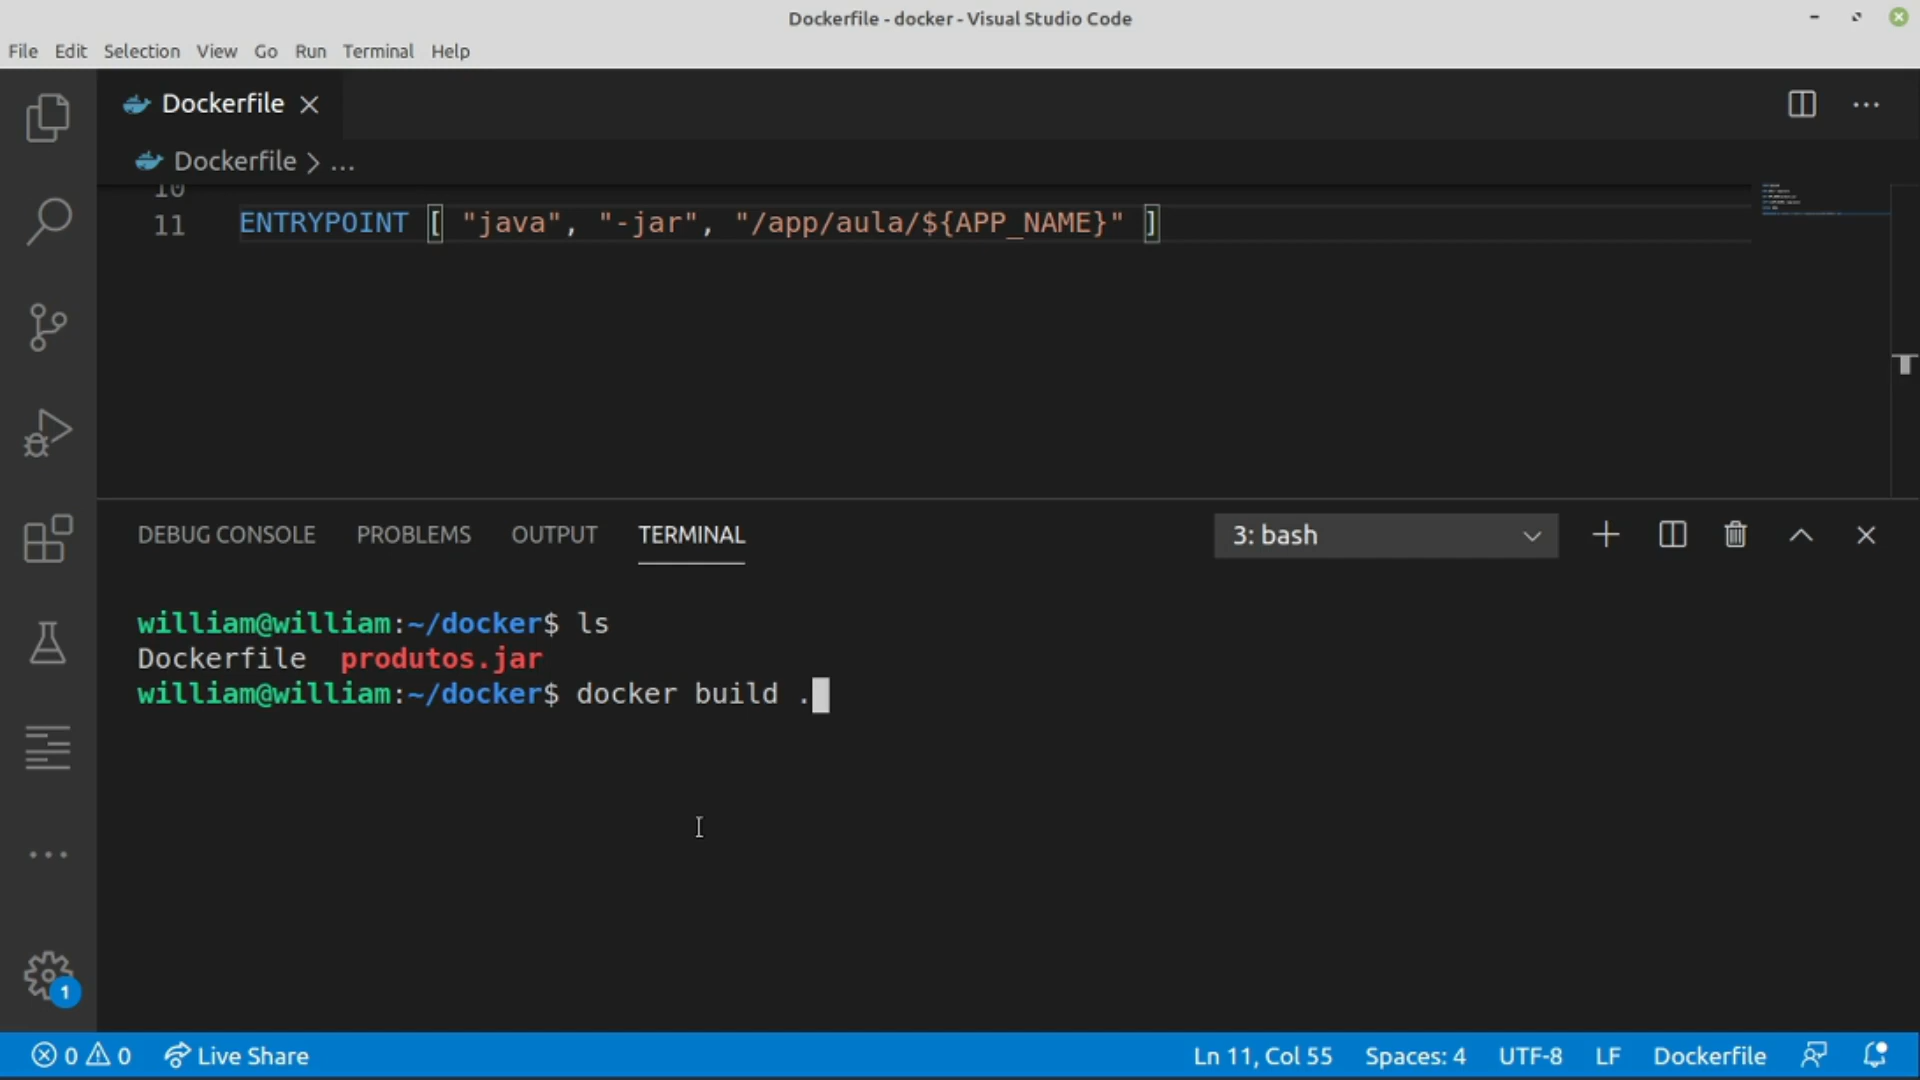 Dockerfile - docker - Visual Studio Code
File Edit Selection View Go Run Terminal Help
Dockerfile
Dockerfile > ...
10
11 ENTRYPOINT [ "java", "-jar", "/app/aula/${APP_NAME}" ]
DEBUG CONSOLE PROBLEMS OUTPUT TERMINAL 3: bash
william@william:~/docker$ ls
Dockerfile produtos.jar
william@william:~/docker$ docker build .
1
0 0 Live Share Ln 11, Col 55 Spaces: 4 UTF-8 LF Dockerfile